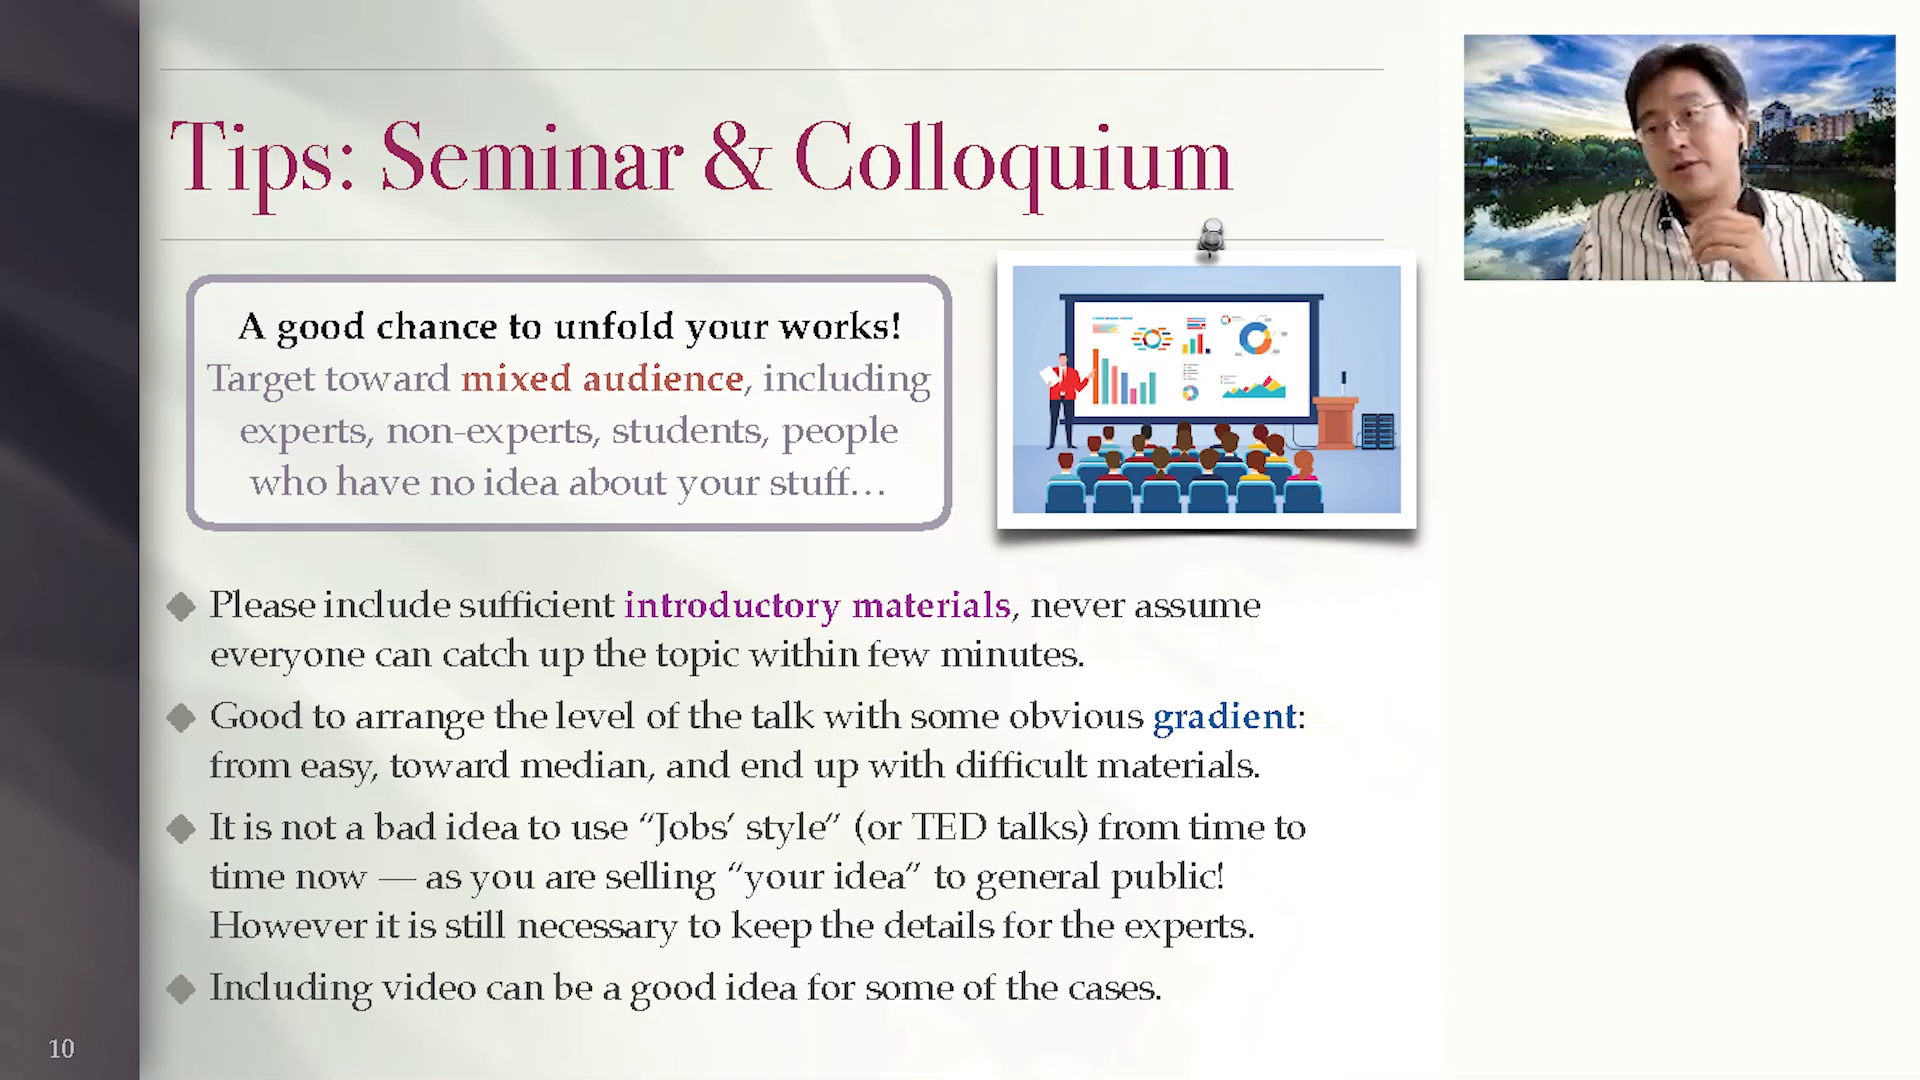 Tips: Seminar & Colloquium
A good chance to unfold your works!
Target toward mixed audience, including
experts, non-experts, students, people
who have no idea about your stuff…
Please include sufficient introductory materials, never assume
everyone can catch up the topic within few minutes.
Good to arrange the level of the talk with some obvious gradient:
from easy, toward median, and end up with difficult materials.
It is not a bad idea to use “Jobs’ style” (or TED talks) from time to
time now — as you are selling “your idea” to general public!
However it is still necessary to keep the details for the experts.
Including video can be a good idea for some of the cases.
10